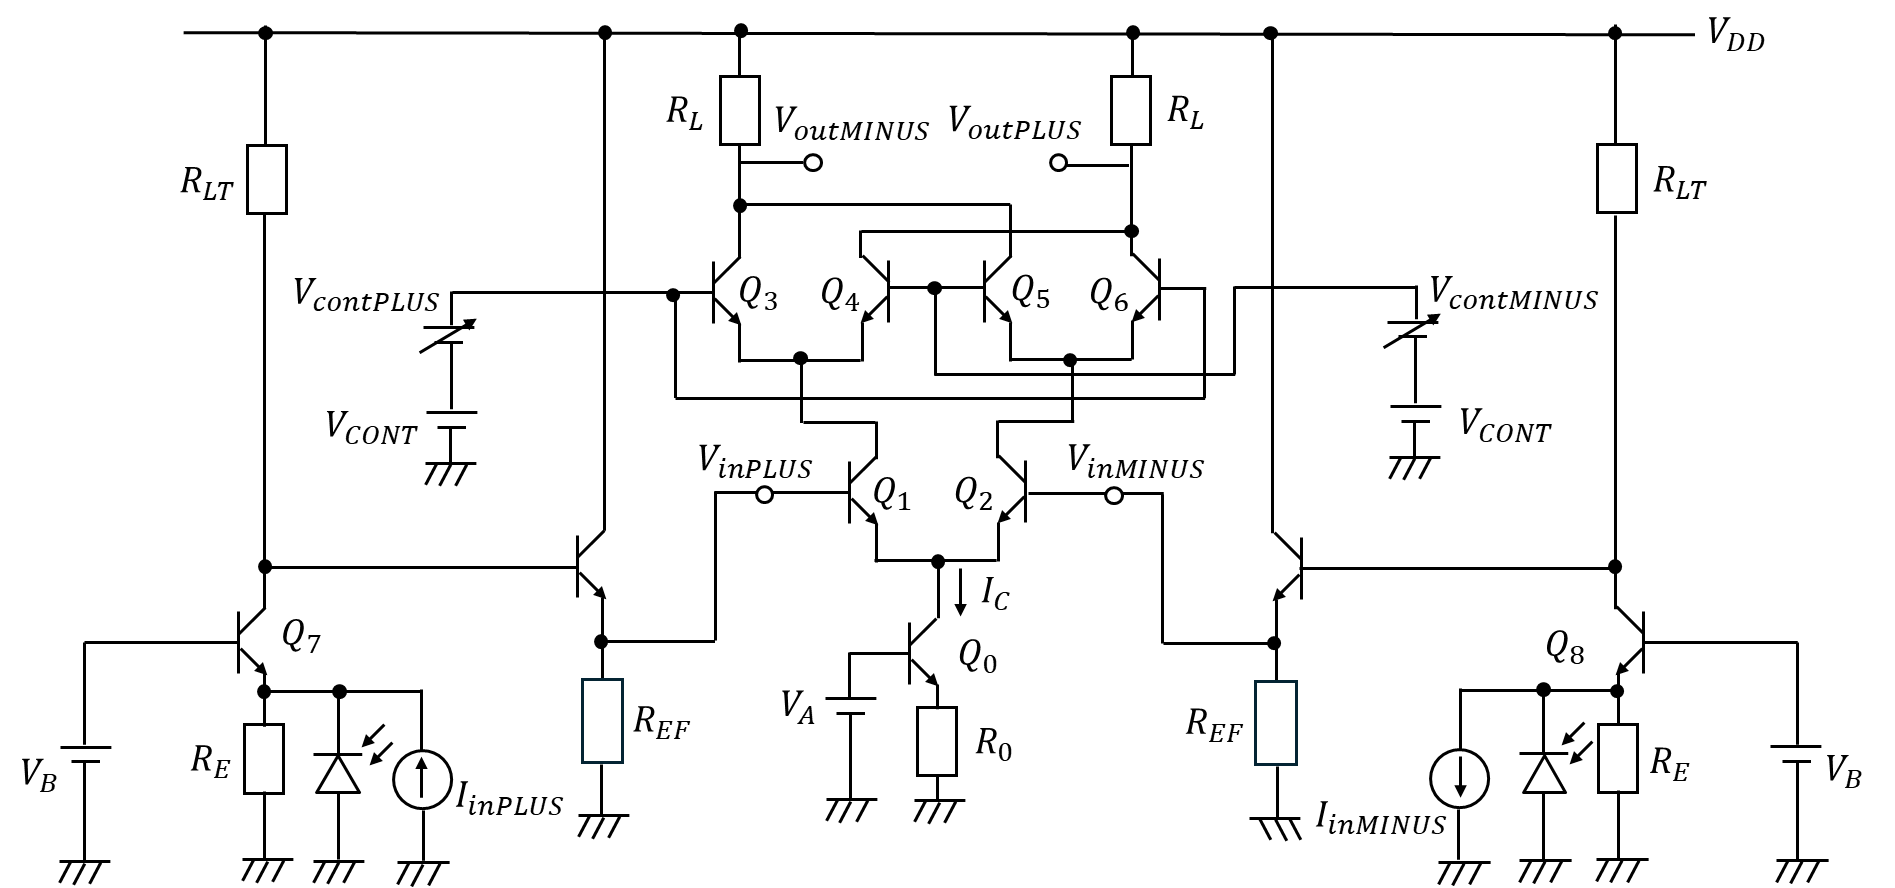 V_DD
R_L
V_outMINUS
V_outPLUS
R_L
R_LT
R_LT
V_contPLUS
Q_3
Q_4
Q_5
Q_6
V_contMINUS
V_CONT
V_CONT
V_inPLUS
Q_1
Q_2
V_inMINUS
I_C
Q_7
Q_0
Q_8
V_A
R_EF
R_0
R_EF
V_B
R_E
I_inPLUS
I_inMINUS
R_E
V_B